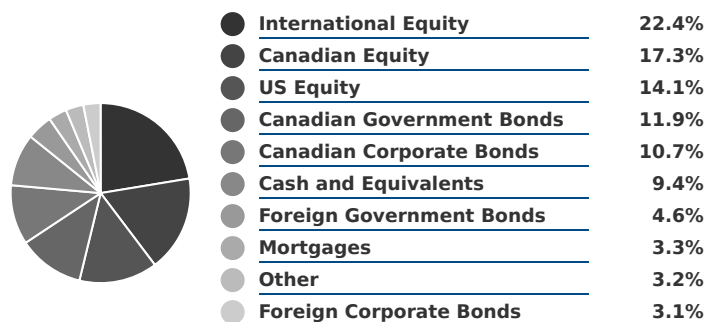 International Equity 22.4%
Canadian Equity 17.3%
US Equity 14.1%
Canadian Government Bonds 11.9%
Canadian Corporate Bonds 10.7%
Cash and Equivalents 9.4%
Foreign Government Bonds 4.6%
Mortgages 3.3%
Other 3.2%
Foreign Corporate Bonds 3.1%